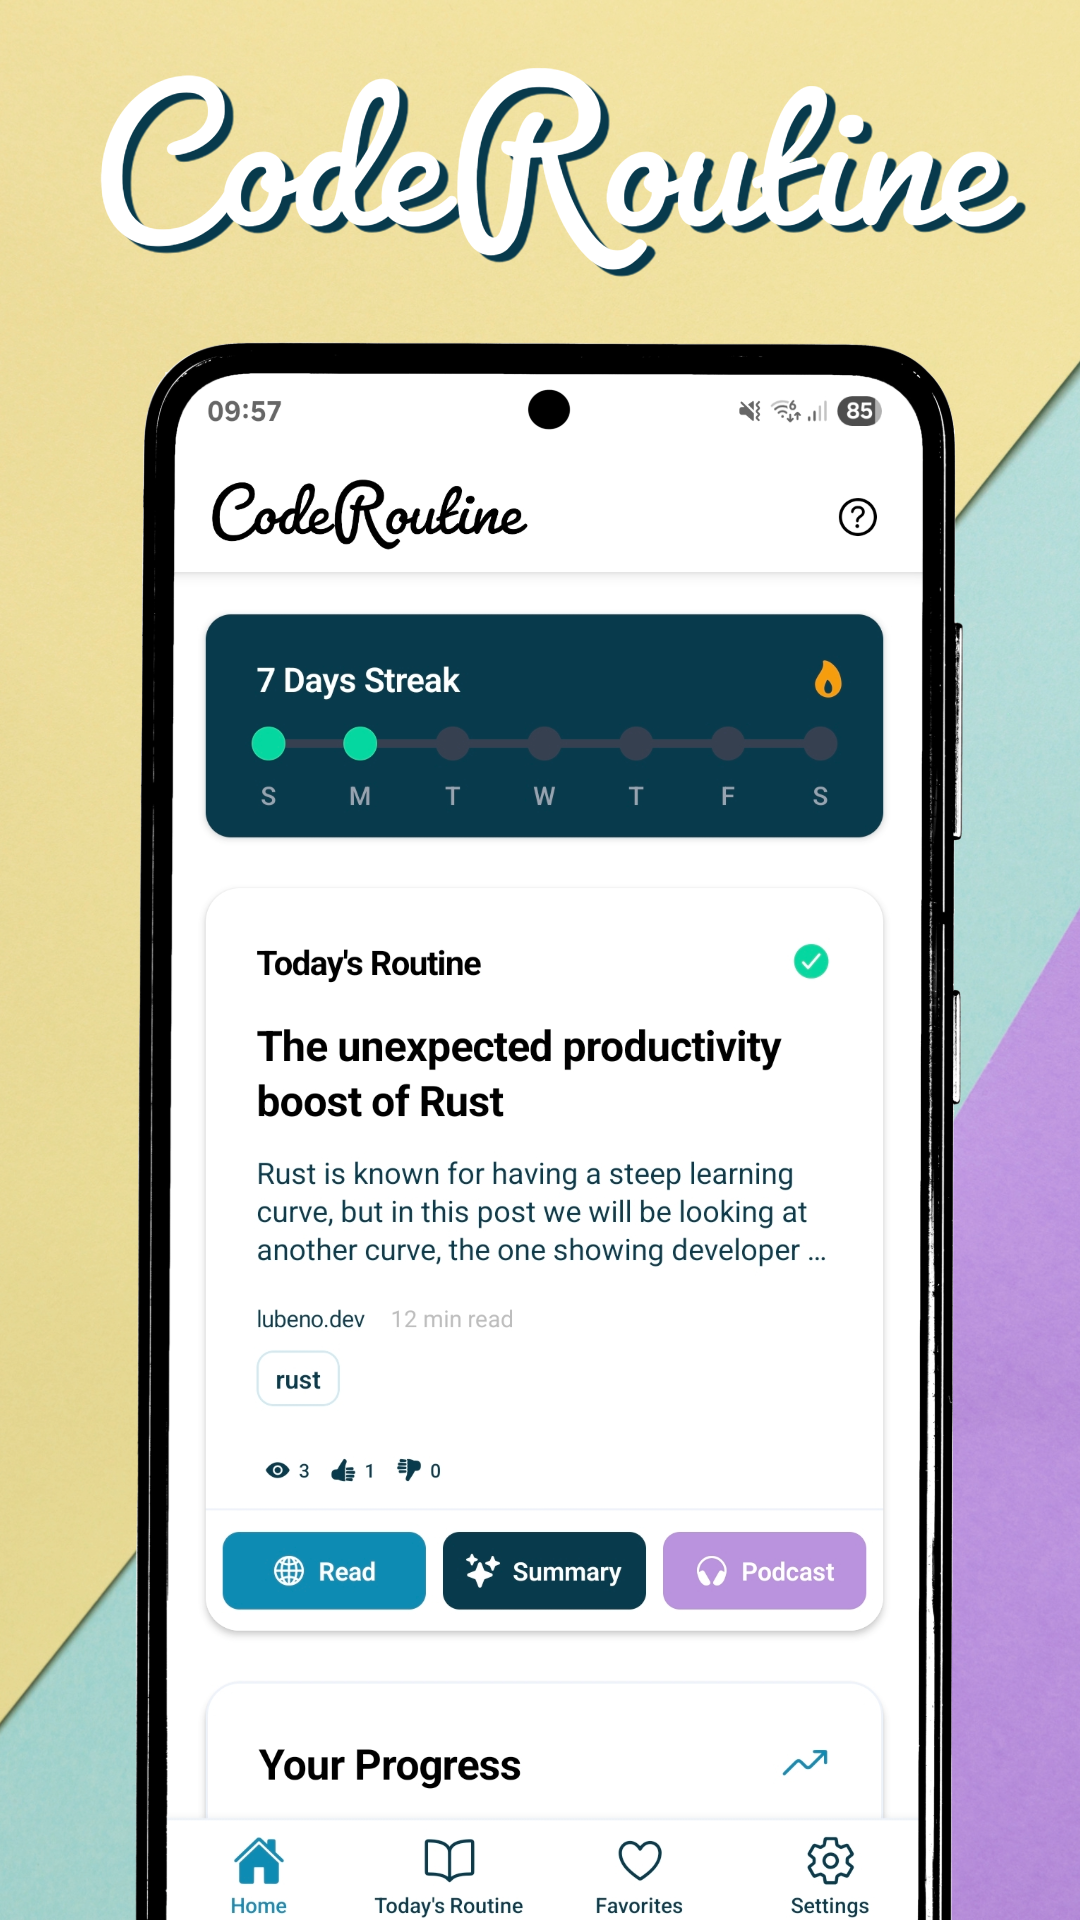 CodeRoutine
09:57
6
85
CodeRoutine
?
7 Days Streak
S M T W T F S
Today's Routine
The unexpected productivity
boost of Rust
Rust is known for having a steep learning
curve, but in this post we will be looking at
another curve, the one showing developer ...
lubeno.dev 12 min read
rust
3 1 0
Read Summary Podcast
Your Progress
Home Today's Routine Favorites Settings